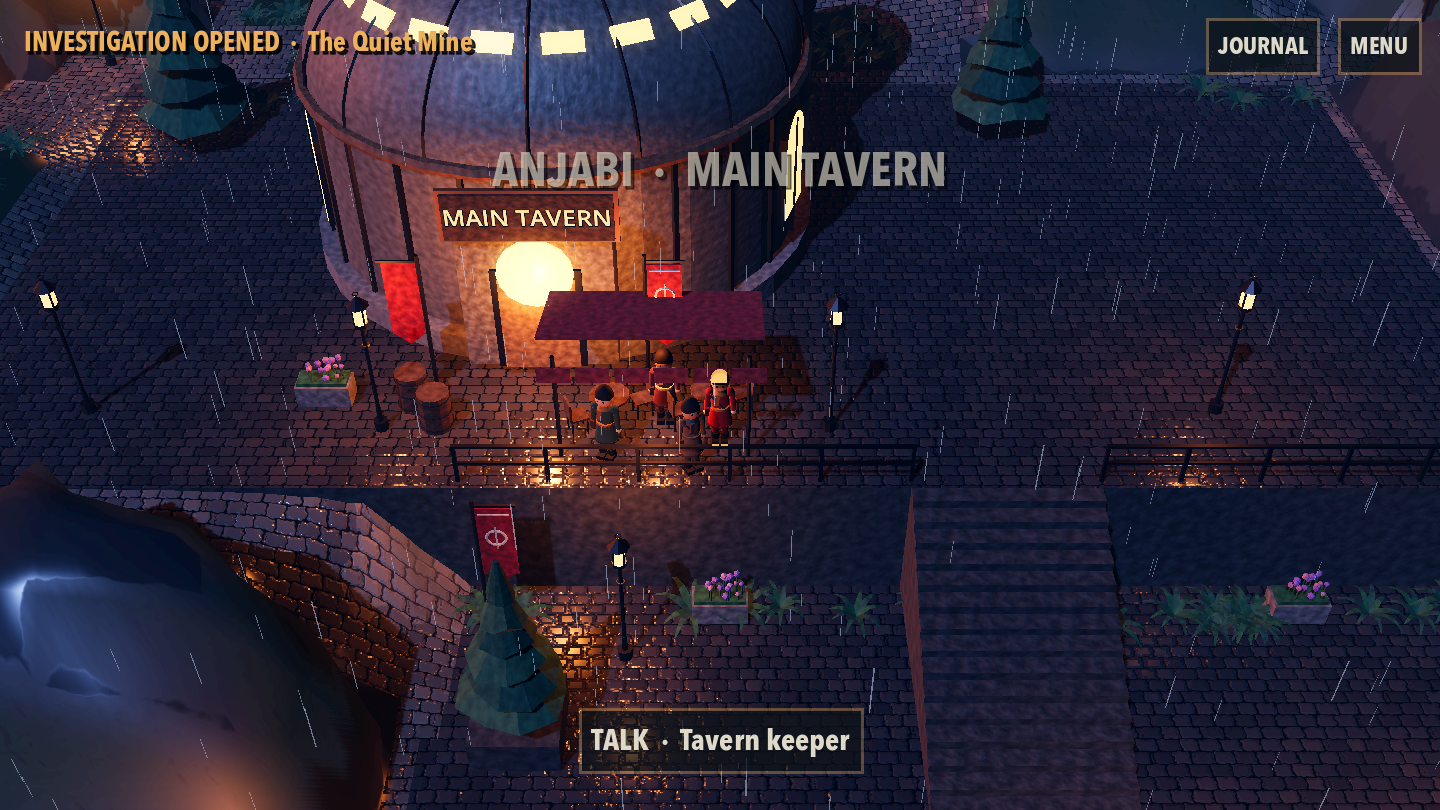 INVESTIGATION OPENED · The Quiet Mine
JOURNAL
MENU
ANJABI · MAIN TAVERN
MAIN TAVERN
TALK · Tavern keeper